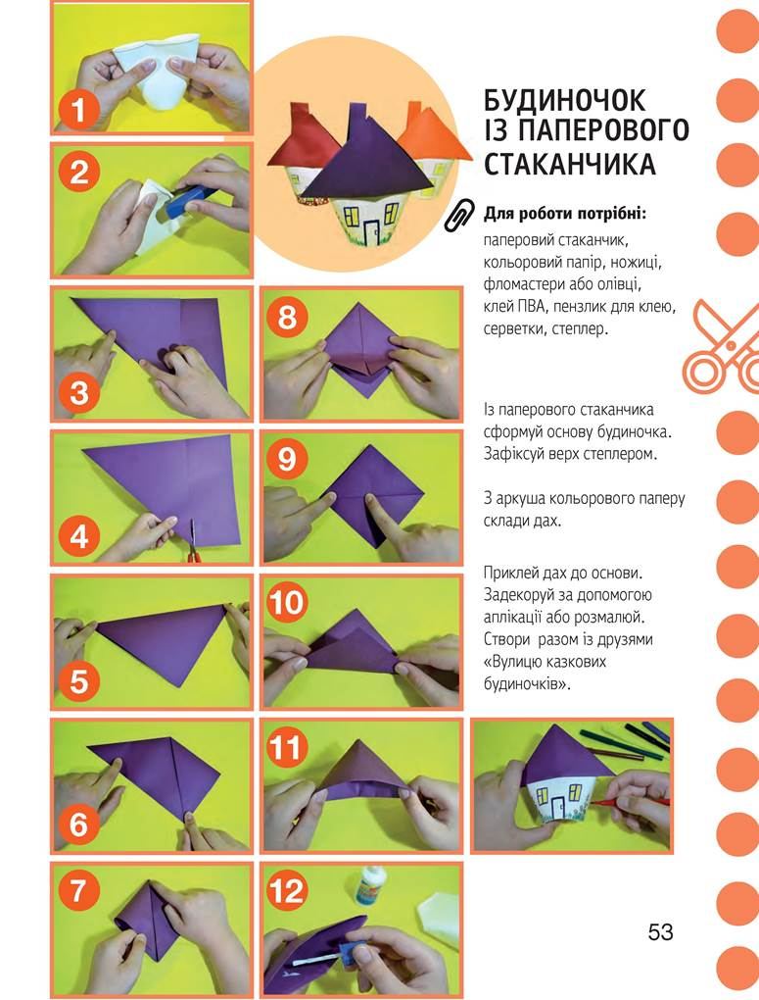 БУДИНОЧОК
ІЗ ПАПЕРОВОГО
СТАКАНЧИКА
Для роботи потрібні:
паперовий стаканчик,
кольоровий папір, ножиці,
фломастери або олівці,
клей ПВА, пензлик для клею,
серветки, степлер.
Із паперового стаканчика
сформуй основу будиночка.
Зафіксуй верх степлером.
З аркуша кольорового паперу
склади дах.
Приклей дах до основи.
Задекоруй за допомогою
аплікації або розмалюй.
Створи разом із друзями
«Вулицю казкових
будиночків».
1
2
3
4
5
6
7
8
9
10
11
12
53